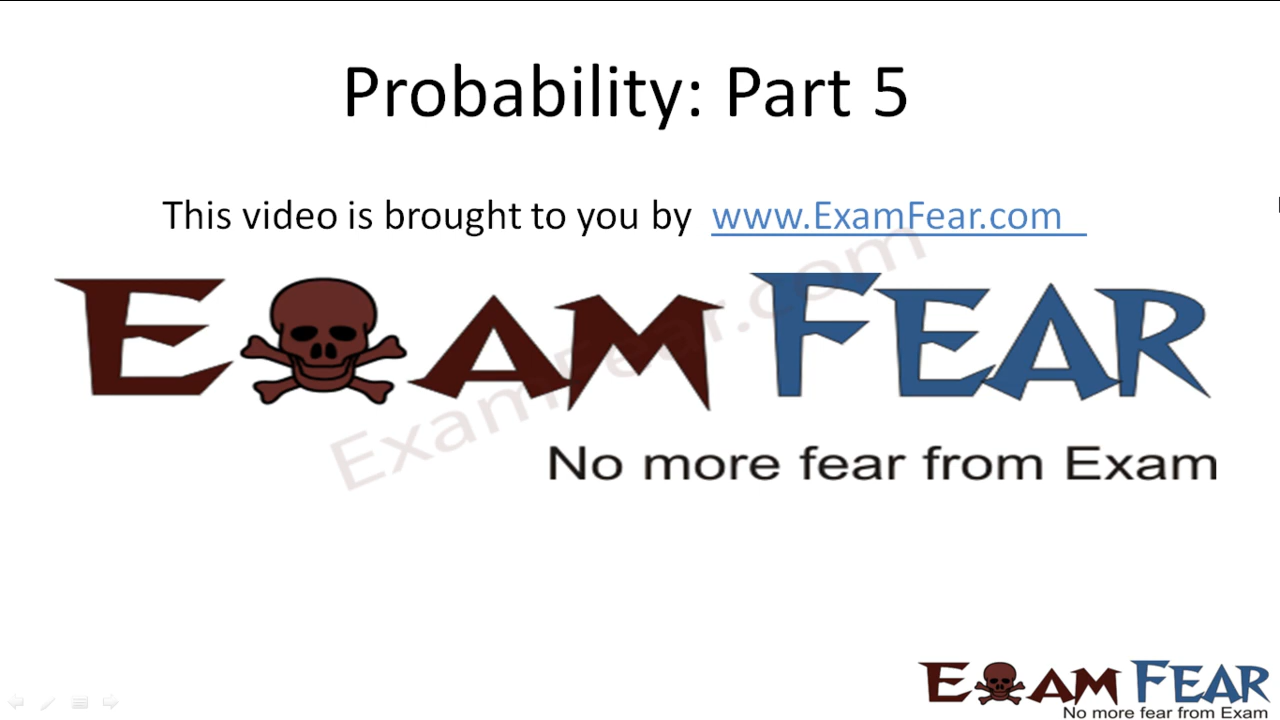 Probability: Part 5
This video is brought to you by www.ExamFear.com
EXAM FEAR
ExamFear.com
No more fear from Exam
EXAM FEAR
No more fear from Exam